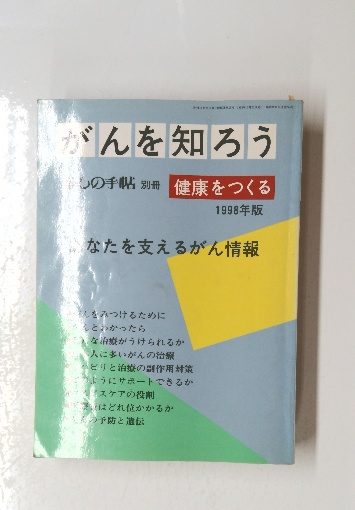 がんを知ろう
しの手帖 別冊 健康をつくる
1998年版
なたを支えるがん情報
んをみつけるために
んとわかったら
な治療がうけられるか
人に多いがんの治療
ハビリと治療の副作用対策
のようにサポートできるか
スケアの役割
はどれ位かかるか
の予防と遺伝